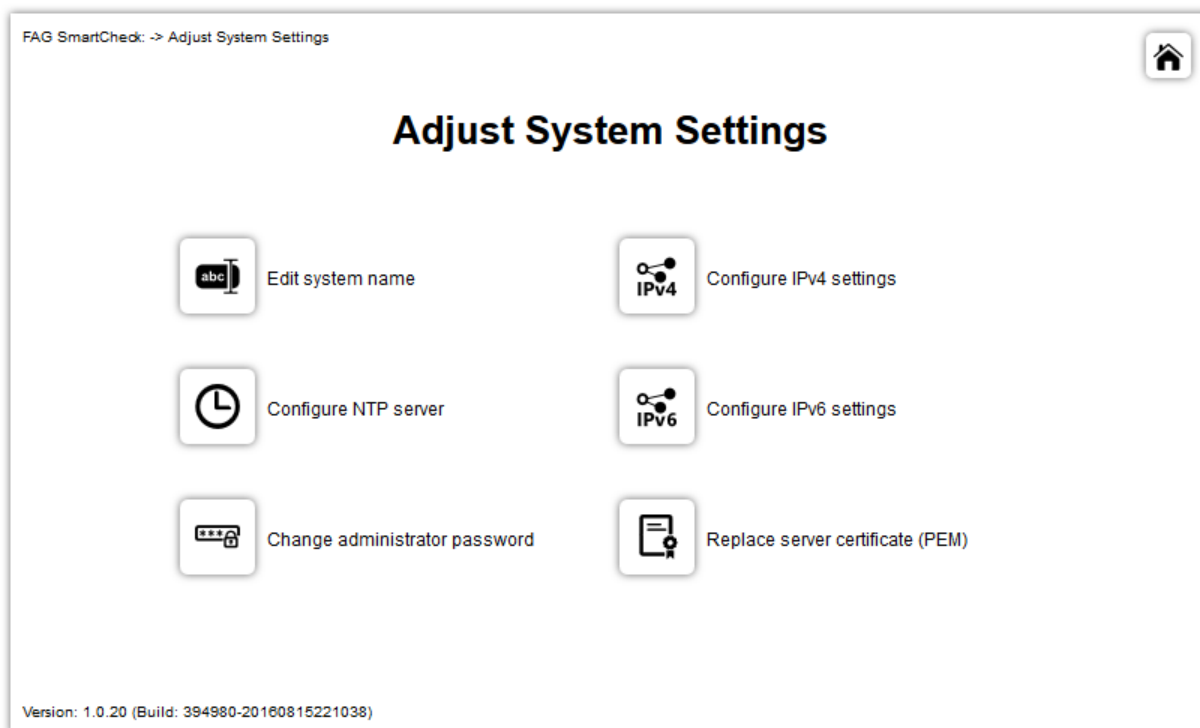 FAG SmartCheck: -> Adjust System Settings
Adjust System Settings
abc
Edit system name
IPv4
Configure IPv4 settings
Configure NTP server
IPv6
Configure IPv6 settings
***
Change administrator password
Replace server certificate (PEM)
Version: 1.0.20 (Build: 394980-20160815221038)